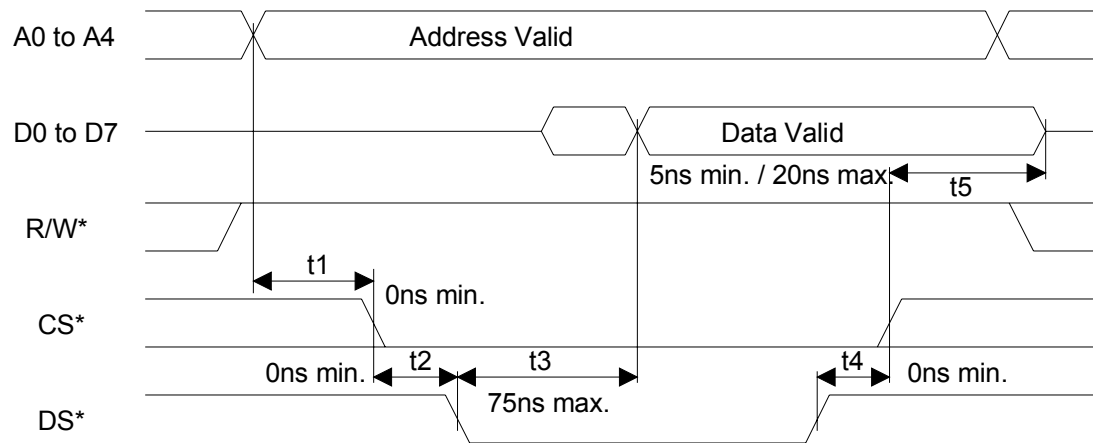 A0 to A4
Address Valid
D0 to D7
Data Valid
5ns min. / 20ns max.
t5
R/W*
t1
0ns min.
CS*
0ns min.
t2
t3
t4
0ns min.
75ns max.
DS*